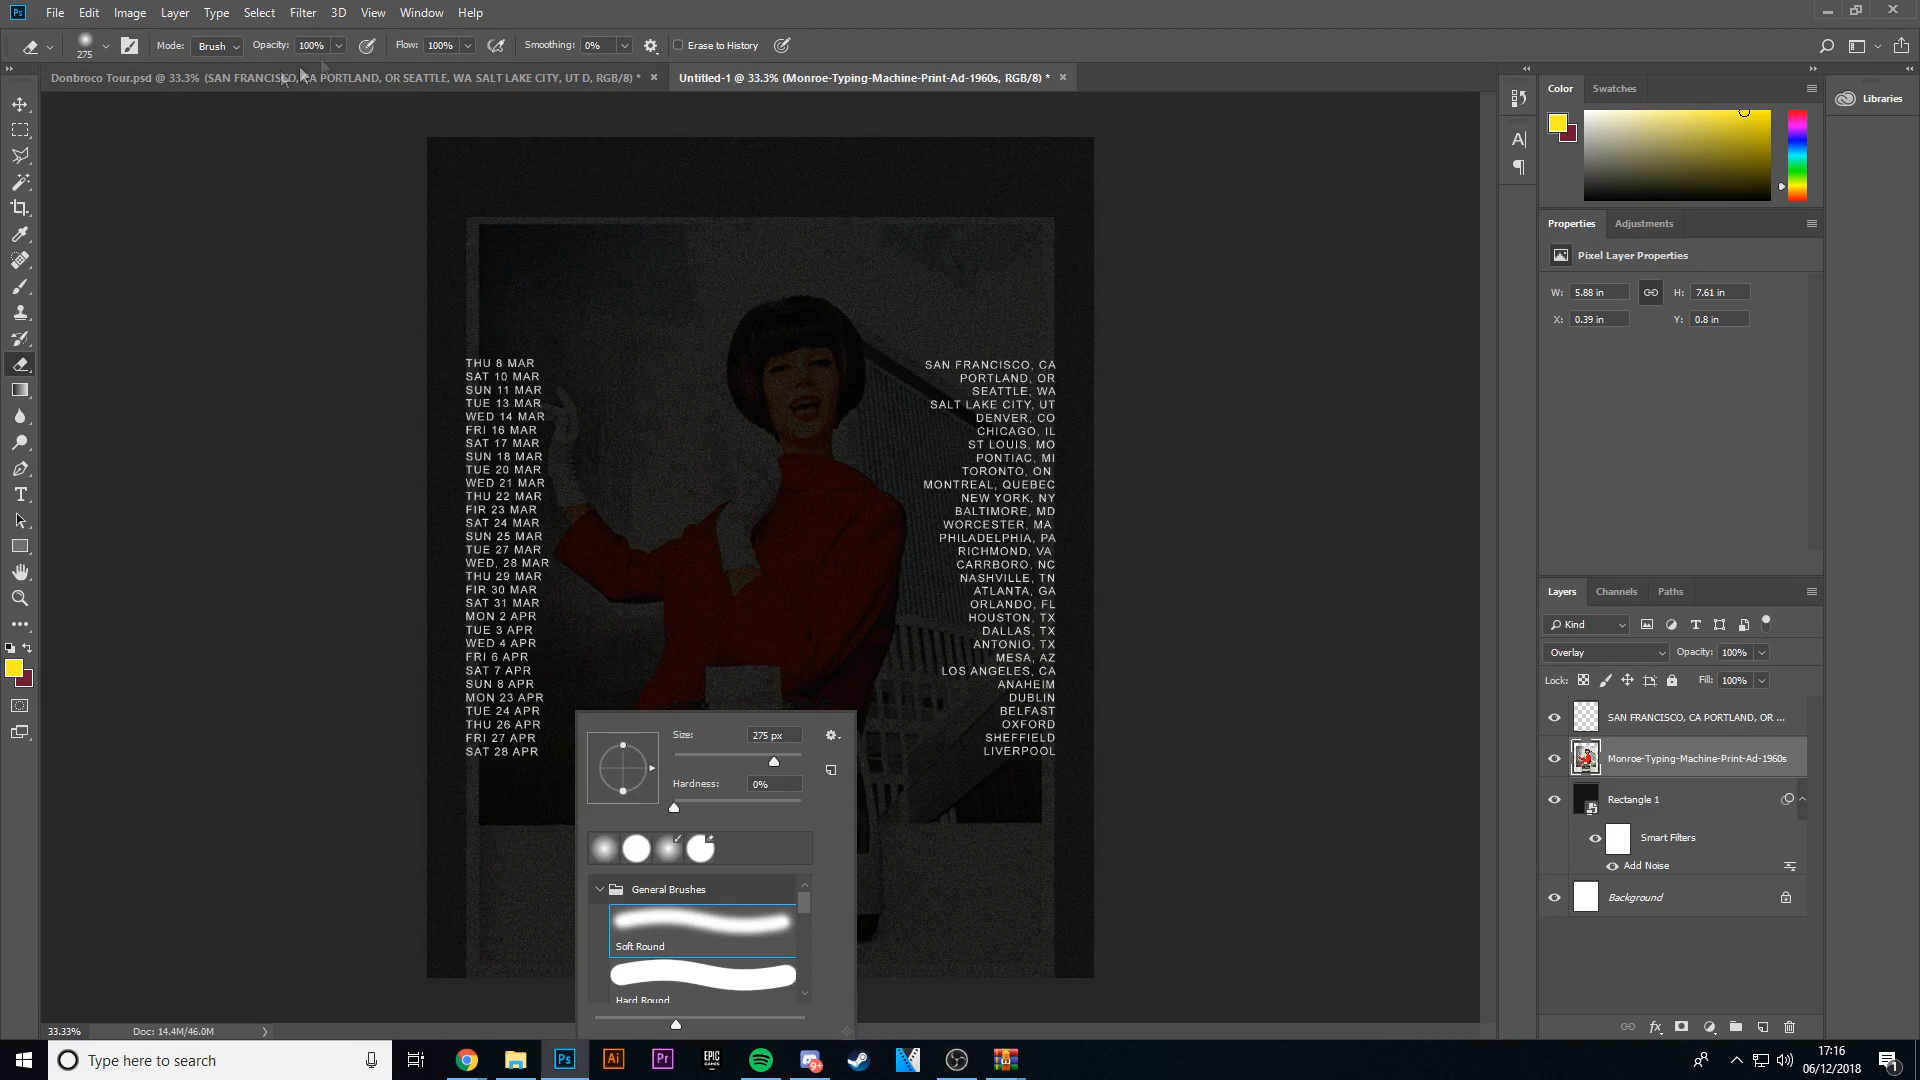 File Edit Image Layer Type Select Filter 3D View Window Help
275 Mode: Brush Opacity: 100% Flow: 100% Smoothing: 0% Erase to History
Donbroco Tour.psd @ 33.3% (SAN FRANCISCO, CA PORTLAND, OR SEATTLE, WA SALT LAKE CITY, UT D, RGB/8) *
Untitled-1 @ 33.3% (Monroe-Typing-Machine-Print-Ad-1960s, RGB/8) *
THU 8 MAR
SAT 10 MAR
SUN 11 MAR
TUE 13 MAR
WED 14 MAR
FRI 16 MAR
SAT 17 MAR
SUN 18 MAR
TUE 20 MAR
WED 21 MAR
THU 22 MAR
FIR 23 MAR
SAT 24 MAR
SUN 25 MAR
TUE 27 MAR
WED, 28 MAR
THU 29 MAR
FIR 30 MAR
SAT 31 MAR
MON 2 APR
TUE 3 APR
WED 4 APR
FRI 6 APR
SAT 7 APR
SUN 8 APR
MON 23 APR
TUE 24 APR
THU 26 APR
FRI 27 APR
SAT 28 APR
SAN FRANCISCO, CA
PORTLAND, OR
SEATTLE, WA
SALT LAKE CITY, UT
DENVER, CO
CHICAGO, IL
ST LOUIS, MO
PONTIAC, MI
TORONTO, ON
MONTREAL, QUEBEC
NEW YORK, NY
BALTIMORE, MD
WORCESTER, MA
PHILADELPHIA, PA
RICHMOND, VA
CARRBORO, NC
NASHVILLE, TN
ATLANTA, GA
ORLANDO, FL
HOUSTON, TX
DALLAS, TX
ANTONIO, TX
MESA, AZ
LOS ANGELES, CA
ANAHEIM
DUBLIN
BELFAST
OXFORD
SHEFFIELD
LIVERPOOL
Size: 275 px
Hardness: 0%
General Brushes
Soft Round
Hard Round
Color Swatches
Libraries
Properties Adjustments
Pixel Layer Properties
W: 5.88 in H: 7.61 in
X: 0.39 in Y: 0.8 in
Layers Channels Paths
Kind
Overlay Opacity: 100%
Lock: Fill: 100%
SAN FRANCISCO, CA PORTLAND, OR ...
Monroe-Typing-Machine-Print-Ad-1960s
Rectangle 1
Smart Filters
Add Noise
Background
33.33% Doc: 14.4M/46.0M
Type here to search
17:16
06/12/2018